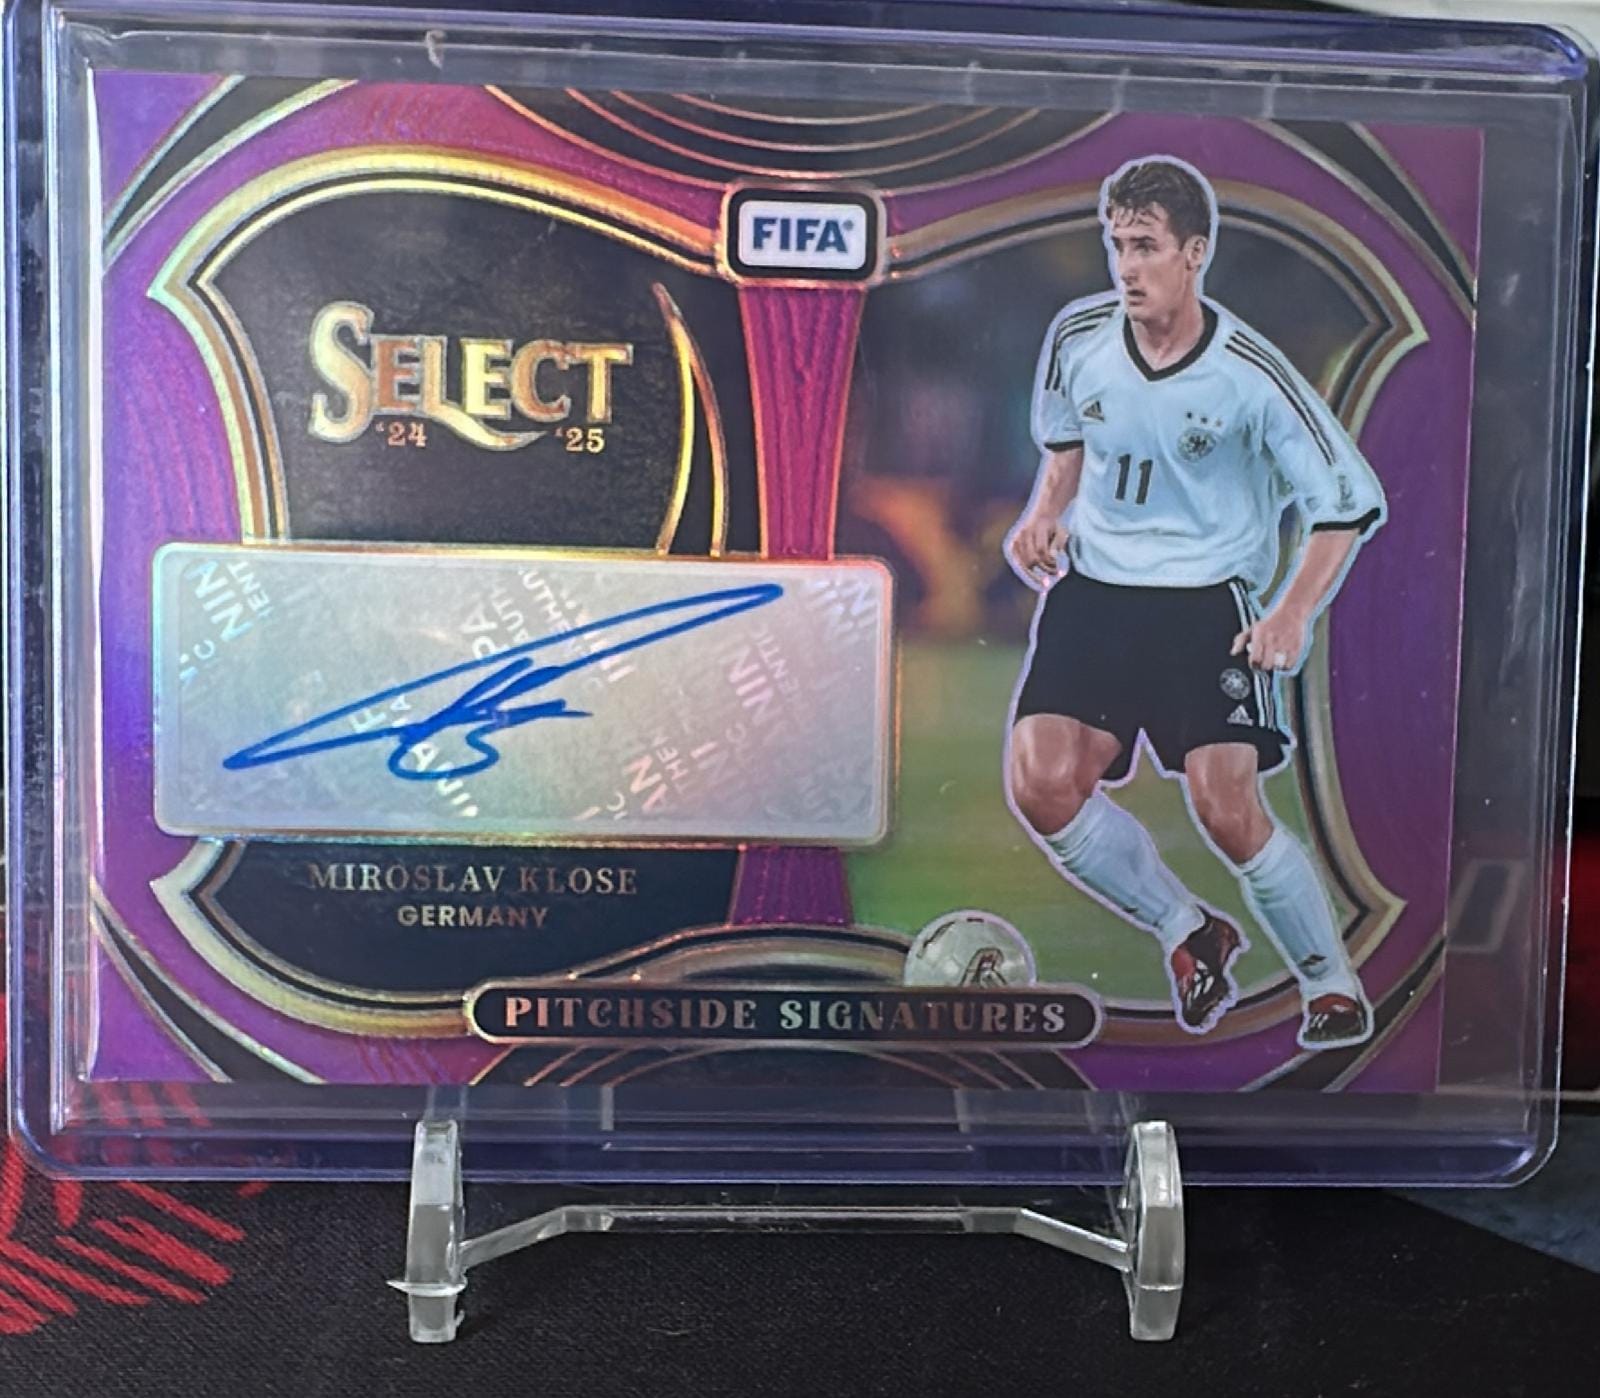 FIFA
SELECT
'24 '25
11
MIROSLAV KLOSE
GERMANY
PITCHSIDE SIGNATURES